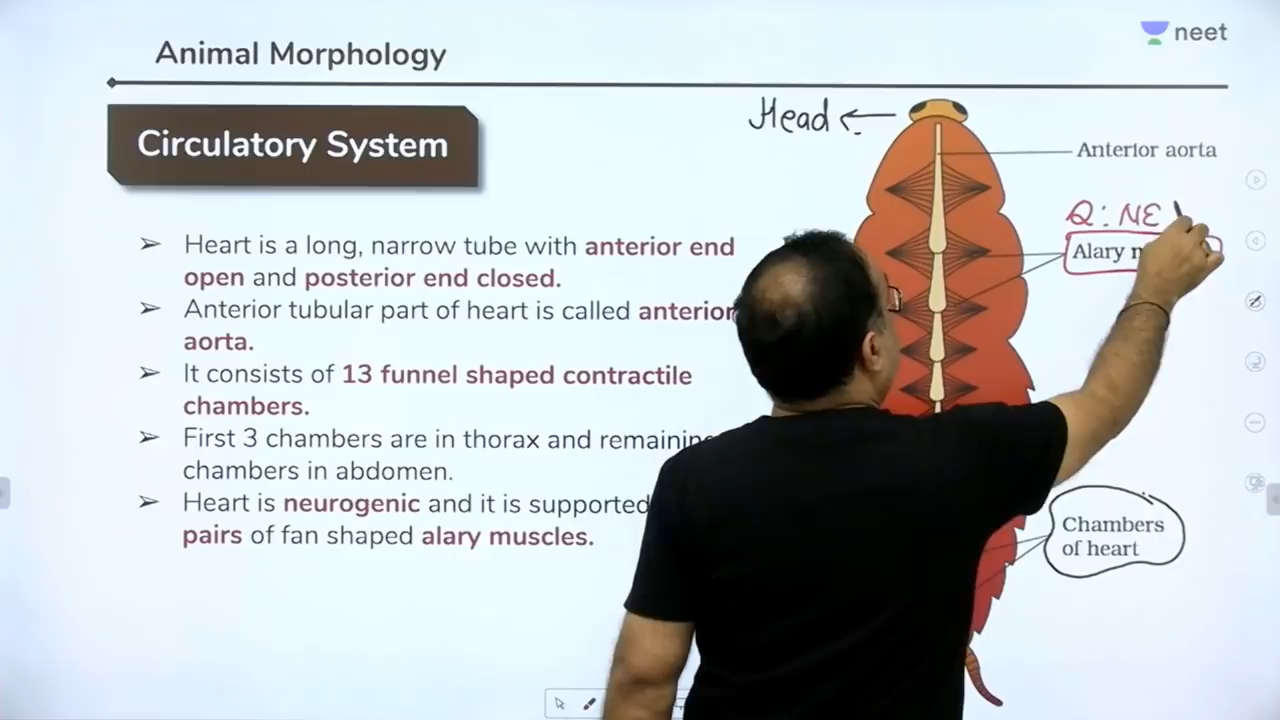 neet
Animal Morphology
Circulatory System
Head
Anterior aorta
Q: NE
Alary
➢ Heart is a long, narrow tube with anterior end
open and posterior end closed.
➢ Anterior tubular part of heart is called anterior
aorta.
➢ It consists of 13 funnel shaped contractile
chambers.
➢ First 3 chambers are in thorax and remaining
chambers in abdomen.
➢ Heart is neurogenic and it is supported
pairs of fan shaped alary muscles.
Chambers
of heart